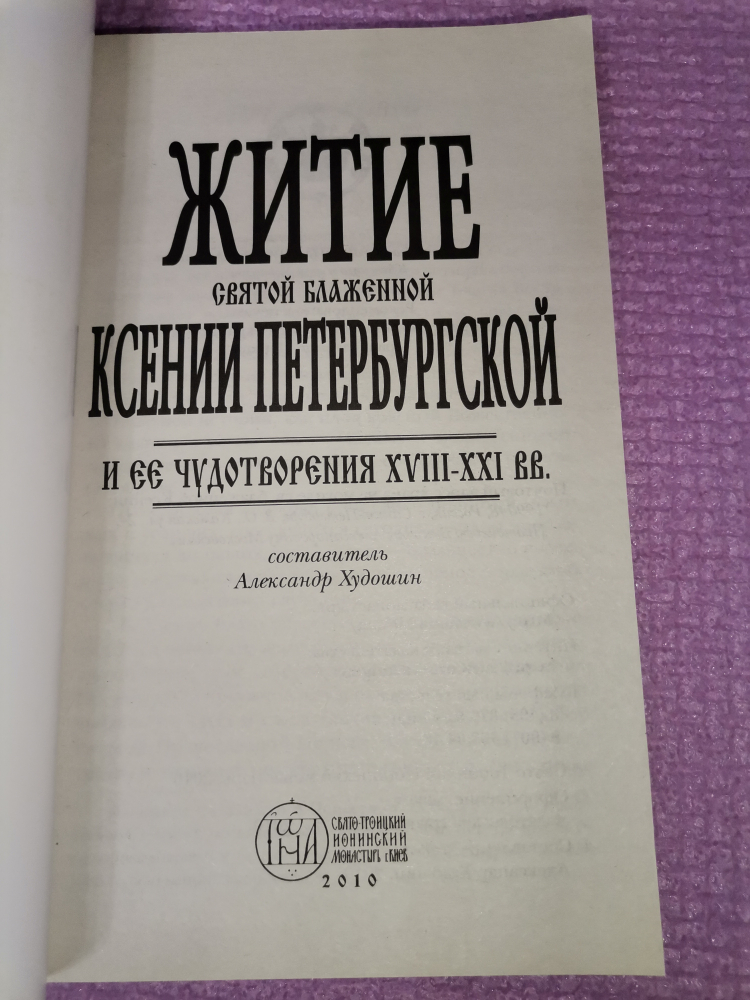 ЖИТИЕ
СВЯТОЙ БЛАЖЕННОЙ
КСЕНИИ ПЕТЕРБУРГСКОЙ
И ЕЕ ЧУДОТВОРЕНИЯ XVIII-XXI ВВ.
составитель
Александр Худошин
СВЯТО-ТРОИЦКИЙ
ИОНИНСКИЙ
МОНАСТЫРЬ г.КИЕВ
2010